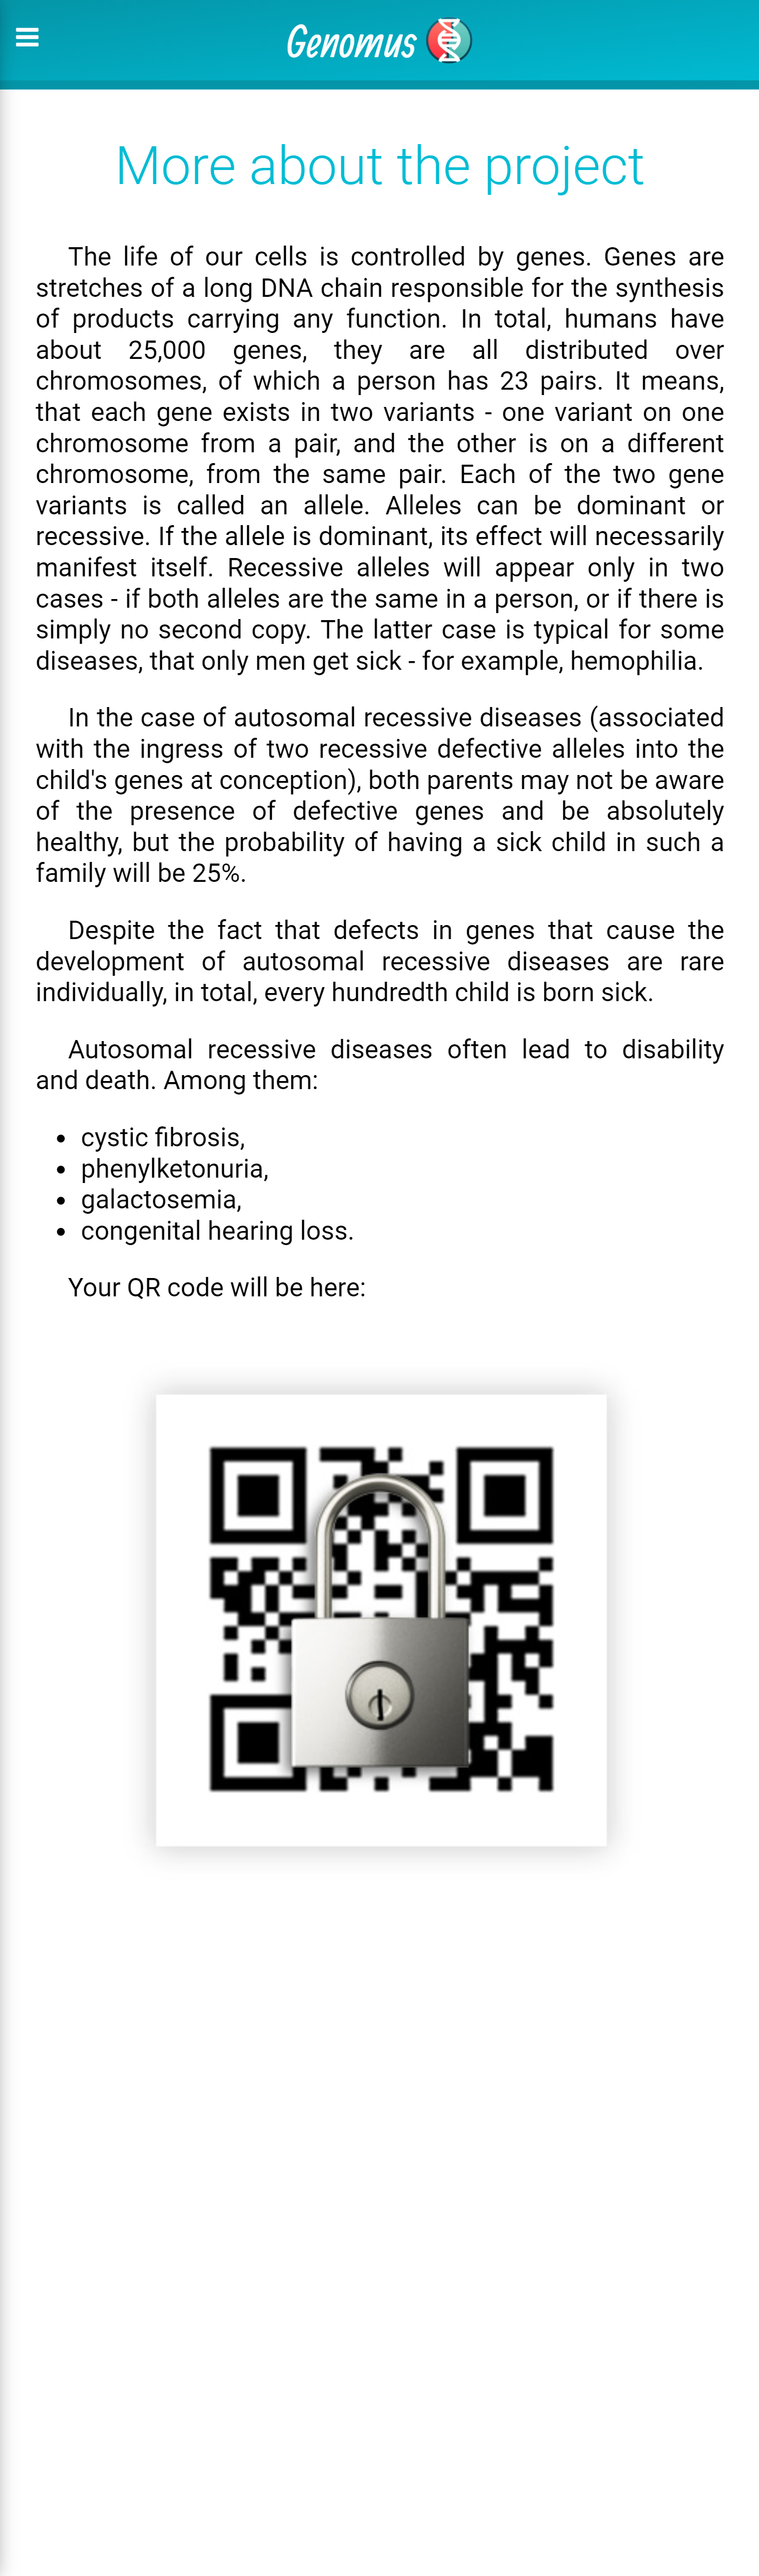 Genomus
More about the project
The life of our cells is controlled by genes. Genes are
stretches of a long DNA chain responsible for the synthesis
of products carrying any function. In total, humans have
about 25,000 genes, they are all distributed over
chromosomes, of which a person has 23 pairs. It means,
that each gene exists in two variants - one variant on one
chromosome from a pair, and the other is on a different
chromosome, from the same pair. Each of the two gene
variants is called an allele. Alleles can be dominant or
recessive. If the allele is dominant, its effect will necessarily
manifest itself. Recessive alleles will appear only in two
cases - if both alleles are the same in a person, or if there is
simply no second copy. The latter case is typical for some
diseases, that only men get sick - for example, hemophilia.
In the case of autosomal recessive diseases (associated
with the ingress of two recessive defective alleles into the
child's genes at conception), both parents may not be aware
of the presence of defective genes and be absolutely
healthy, but the probability of having a sick child in such a
family will be 25%.
Despite the fact that defects in genes that cause the
development of autosomal recessive diseases are rare
individually, in total, every hundredth child is born sick.
Autosomal recessive diseases often lead to disability
and death. Among them:
• cystic fibrosis,
• phenylketonuria,
• galactosemia,
• congenital hearing loss.
Your QR code will be here: